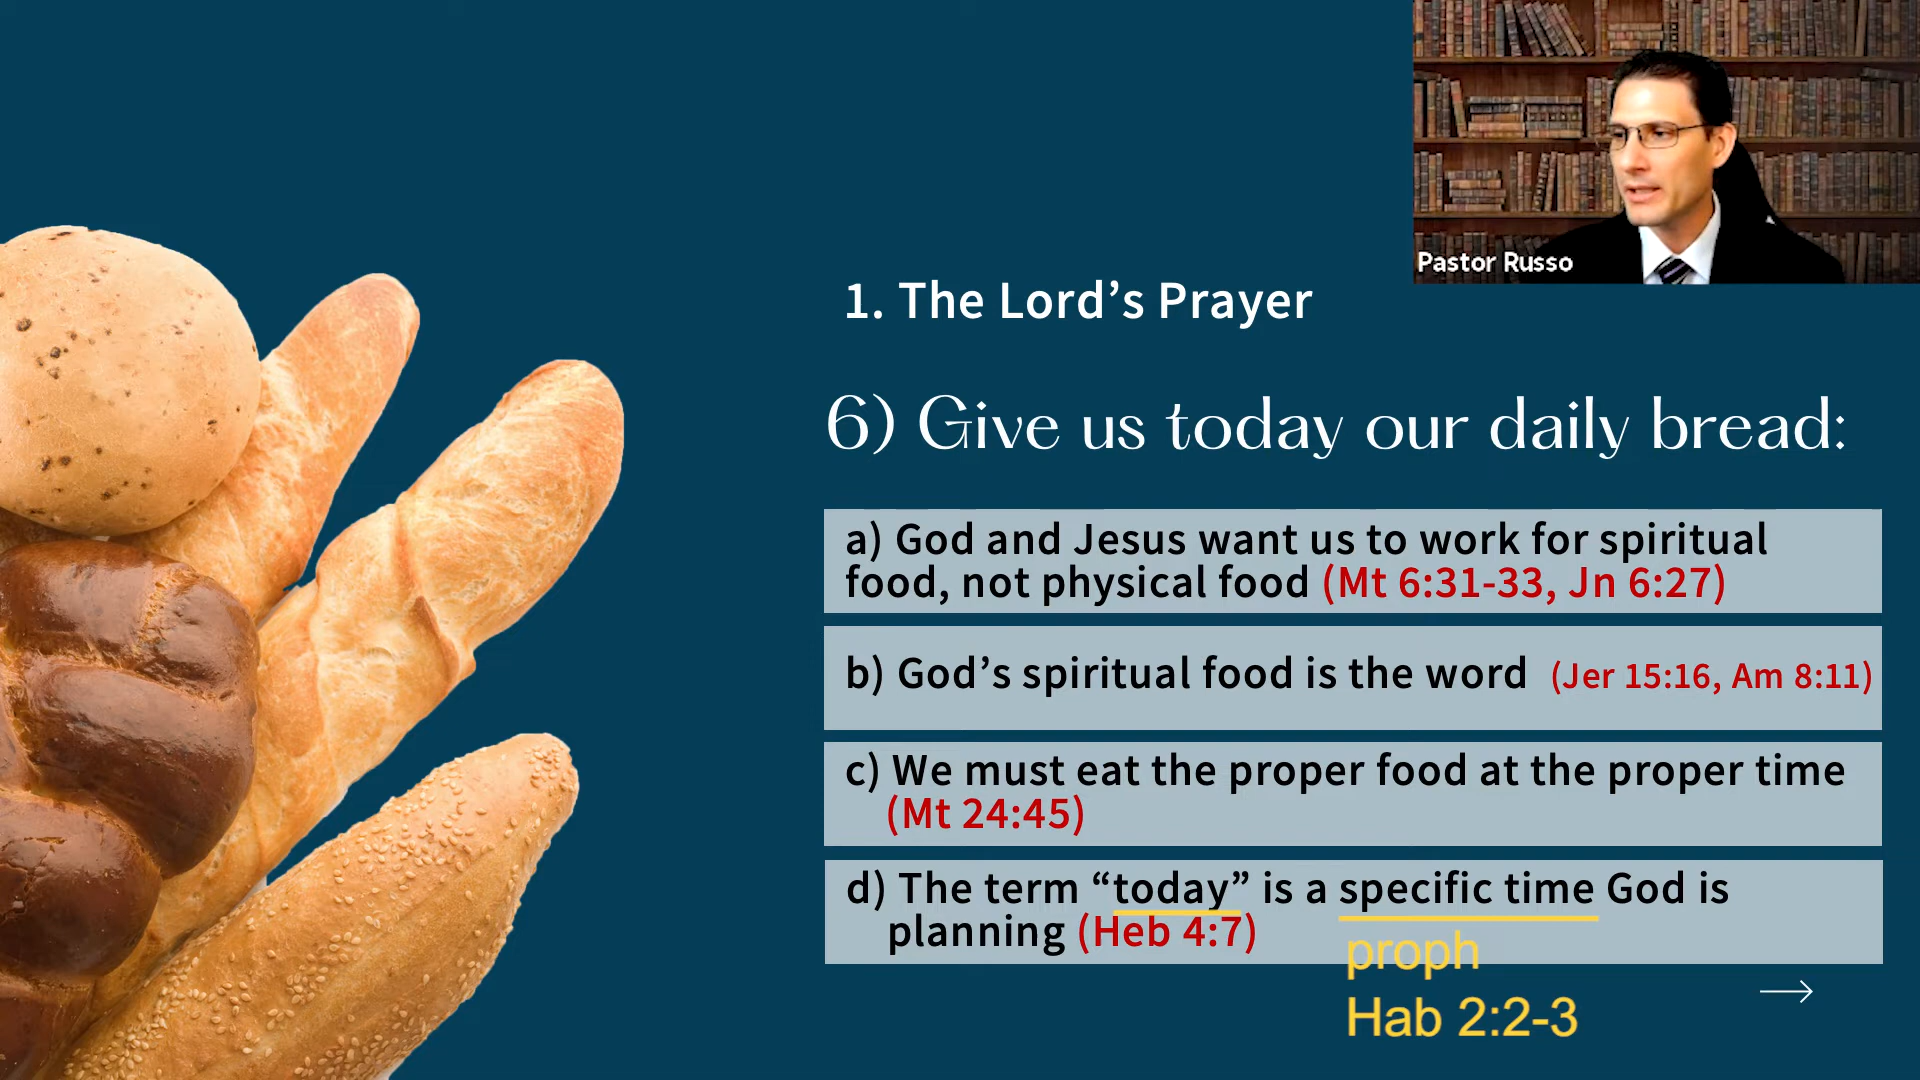 Pastor Russo
1. The Lord’s Prayer
6) Give us today our daily bread:
a) God and Jesus want us to work for spiritual
food, not physical food (Mt 6:31-33, Jn 6:27)
b) God’s spiritual food is the word (Jer 15:16, Am 8:11)
c) We must eat the proper food at the proper time
(Mt 24:45)
d) The term “today” is a specific time God is
planning (Heb 4:7)
proph
Hab 2:2-3